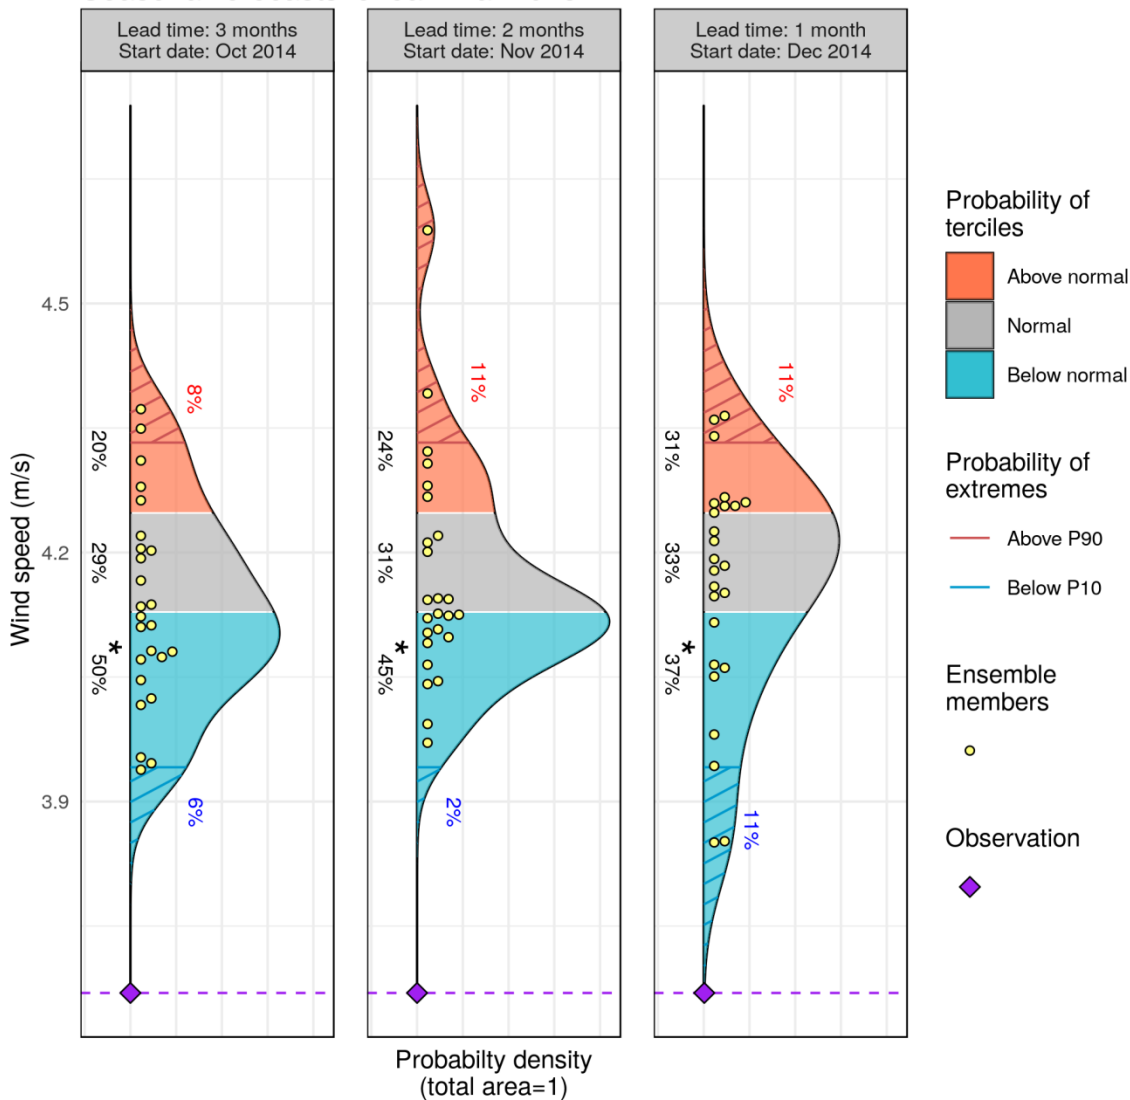 Lead time: 3 months
Start date: Oct 2014
Lead time: 2 months
Start date: Nov 2014
Lead time: 1 month
Start date: Dec 2014
Wind speed (m/s)
4.5
4.2
3.9
8%
20%
29%
*
50%
6%
11%
24%
31%
*
45%
2%
11%
31%
33%
*
37%
11%
Probabilty density
(total area=1)
Probability of
terciles
Above normal
Normal
Below normal
Probability of
extremes
Above P90
Below P10
Ensemble
members
Observation